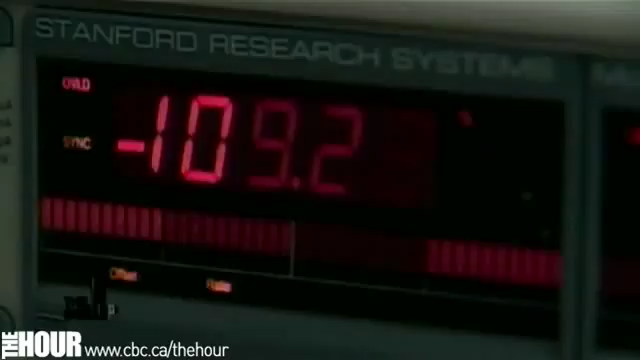 STANFORD RESEARCH SYSTEMS
OVLD
-109.2
SYNC
Offset
Ratio
THE HOUR www.cbc.ca/thehour